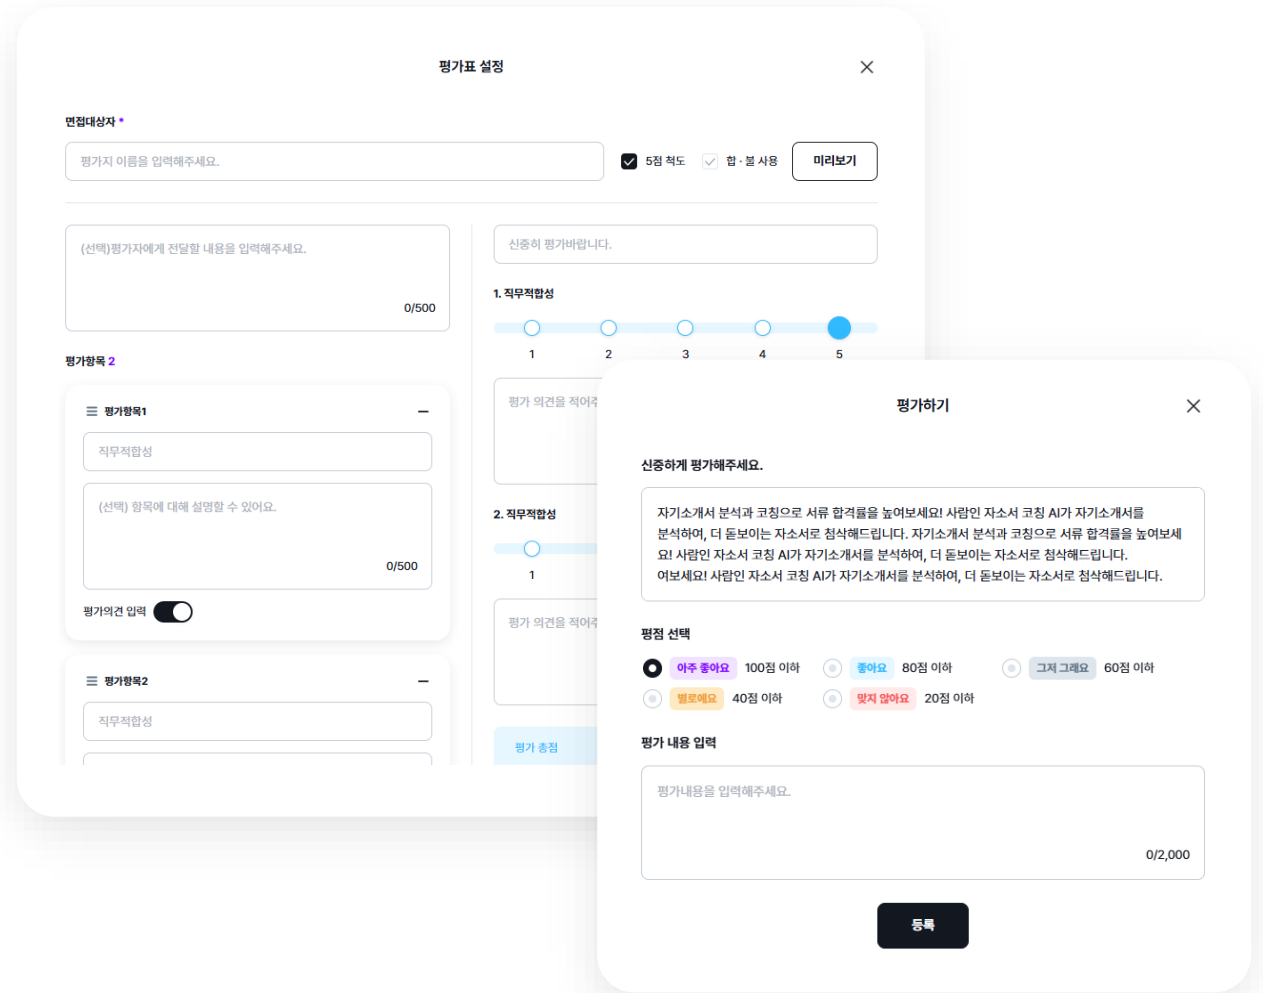 평가표 설정
면접대상자 *
평가지 이름을 입력해주세요.
5점 척도
합 · 불 사용
미리보기
(선택)평가자에게 전달할 내용을 입력해주세요.
0/500
평가항목 2
평가항목1
직무적합성
(선택) 항목에 대해 설명할 수 있어요.
0/500
평가의견 입력
평가항목2
직무적합성
신중히 평가바랍니다.
1. 직무적합성
1 2 3 4 5
평가 의견을 적어주
2. 직무적합성
1
평가 의견을 적어주
평가 총점
평가하기
신중하게 평가해주세요.
자기소개서 분석과 코칭으로 서류 합격률을 높여보세요! 사람인 자소서 코칭 AI가 자기소개서를
분석하여, 더 돋보이는 자소서로 첨삭해드립니다. 자기소개서 분석과 코칭으로 서류 합격률을 높여보세
요! 사람인 자소서 코칭 AI가 자기소개서를 분석하여, 더 돋보이는 자소서로 첨삭해드립니다.
여보세요! 사람인 자소서 코칭 AI가 자기소개서를 분석하여, 더 돋보이는 자소서로 첨삭해드립니다.
평점 선택
아주 좋아요 100점 이하 좋아요 80점 이하 그저 그래요 60점 이하
별로에요 40점 이하 맞지 않아요 20점 이하
평가 내용 입력
평가내용을 입력해주세요.
0/2,000
등록